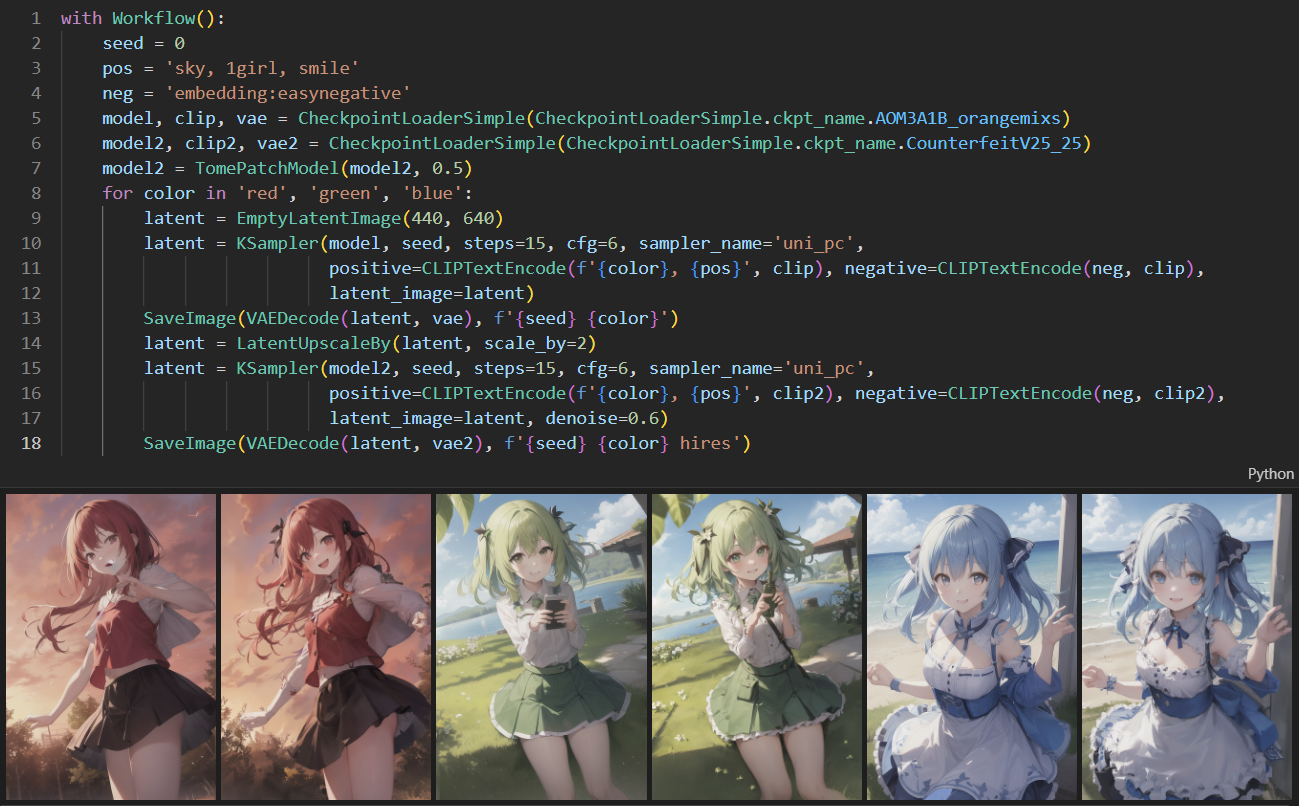 1 with Workflow():
2 seed = 0
3 pos = 'sky, 1girl, smile'
4 neg = 'embedding:easynegative'
5 model, clip, vae = CheckpointLoaderSimple(CheckpointLoaderSimple.ckpt_name.AOM3A1B_orangemixs)
6 model2, clip2, vae2 = CheckpointLoaderSimple(CheckpointLoaderSimple.ckpt_name.CounterfeitV25_25)
7 model2 = TomePatchModel(model2, 0.5)
8 for color in 'red', 'green', 'blue':
9 latent = EmptyLatentImage(440, 640)
10 latent = KSampler(model, seed, steps=15, cfg=6, sampler_name='uni_pc',
11 positive=CLIPTextEncode(f'{color}, {pos}', clip), negative=CLIPTextEncode(neg, clip),
12 latent_image=latent)
13 SaveImage(VAEDecode(latent, vae), f'{seed} {color}')
14 latent = LatentUpscaleBy(latent, scale_by=2)
15 latent = KSampler(model2, seed, steps=15, cfg=6, sampler_name='uni_pc',
16 positive=CLIPTextEncode(f'{color}, {pos}', clip2), negative=CLIPTextEncode(neg, clip2),
17 latent_image=latent, denoise=0.6)
18 SaveImage(VAEDecode(latent, vae2), f'{seed} {color} hires')
Python